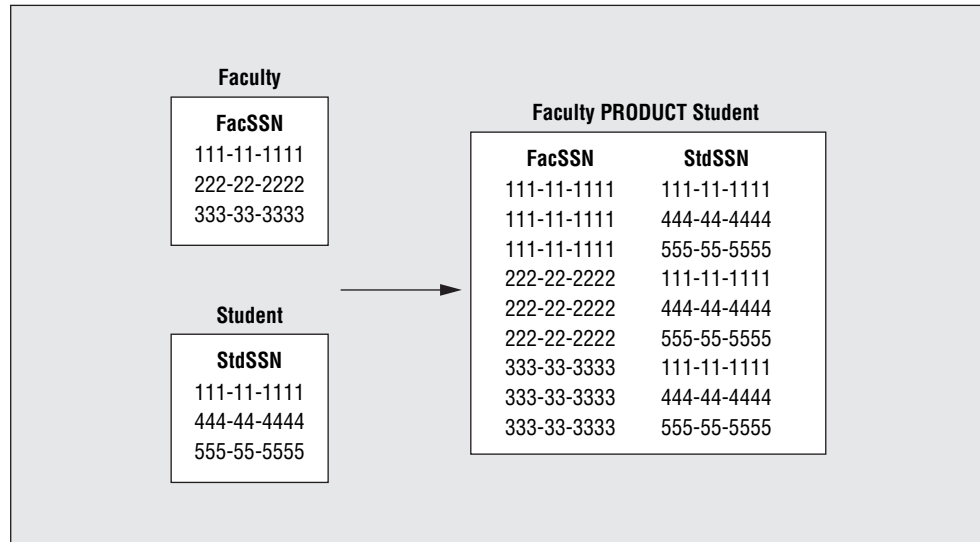 Faculty
FacSSN
111-11-1111
222-22-2222
333-33-3333
Student
StdSSN
111-11-1111
444-44-4444
555-55-5555
Faculty PRODUCT Student
FacSSN StdSSN
111-11-1111 111-11-1111
111-11-1111 444-44-4444
111-11-1111 555-55-5555
222-22-2222 111-11-1111
222-22-2222 444-44-4444
222-22-2222 555-55-5555
333-33-3333 111-11-1111
333-33-3333 444-44-4444
333-33-3333 555-55-5555